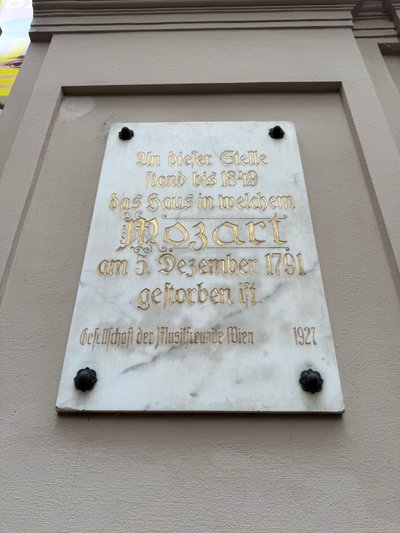 An dieser Stelle
stand bis 1849
das Haus in welchem
Mozart
am 5. Dezember 1791
gestorben ist.
Gesellschaft der Musikfreunde Wien 1927